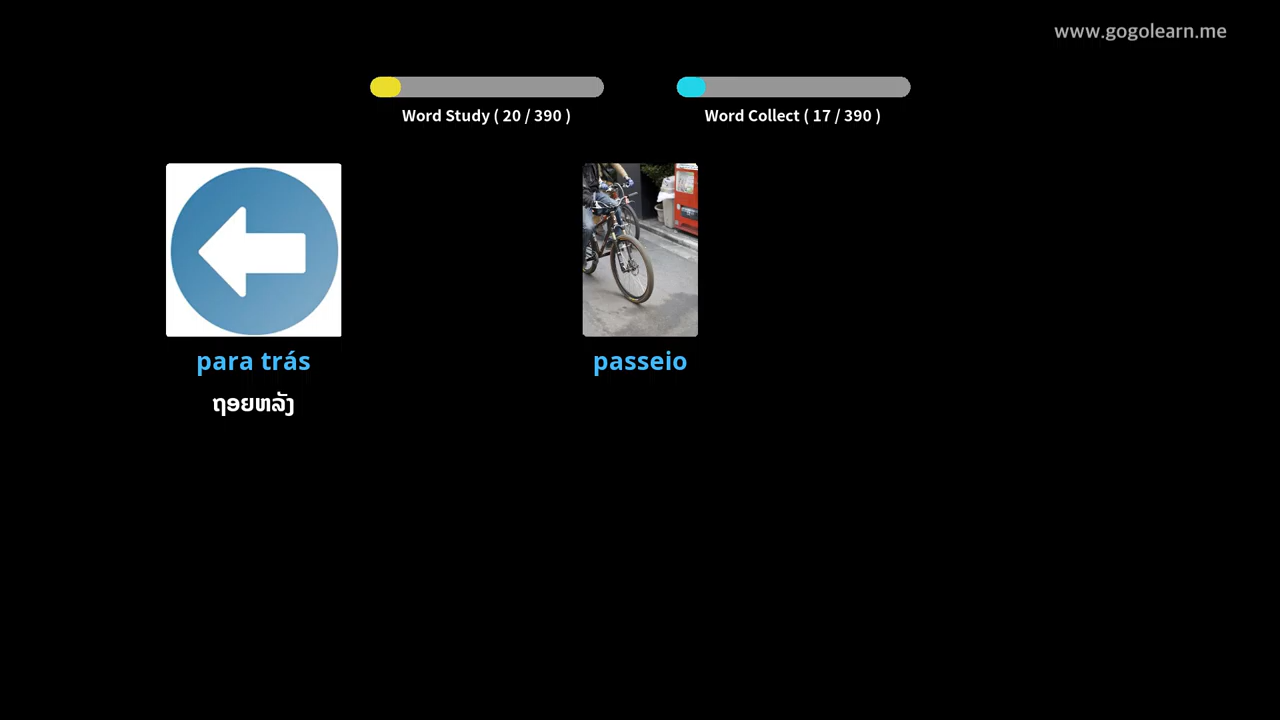 www.gogolearn.me
Word Study ( 20 / 390 )
Word Collect ( 17 / 390 )
para trás
passeio
ຖອຍຫລັງ